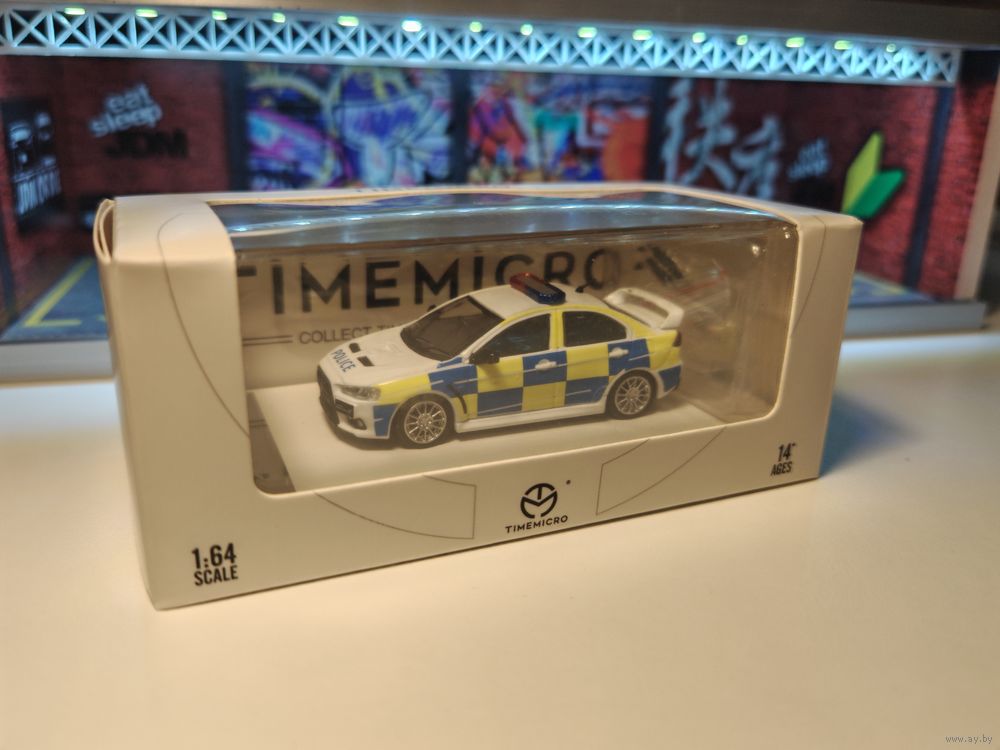 eat
sleep
JDM
TIMEMICRO
COLLECT
POLICE
14+
AGES
TIMEMICRO
1:64
SCALE
www.ay.by